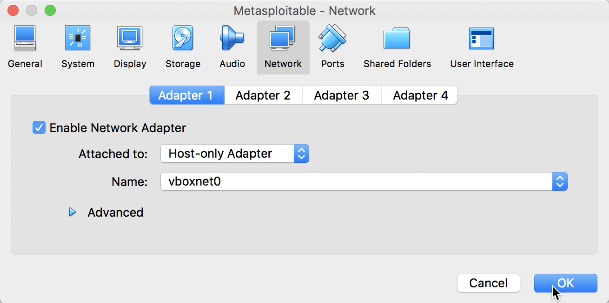 Metasploitable - Network
General System Display Storage Audio Network Ports Shared Folders User Interface
Adapter 1 Adapter 2 Adapter 3 Adapter 4
Enable Network Adapter
Attached to: Host-only Adapter
Name: vboxnet0
Advanced
Cancel OK